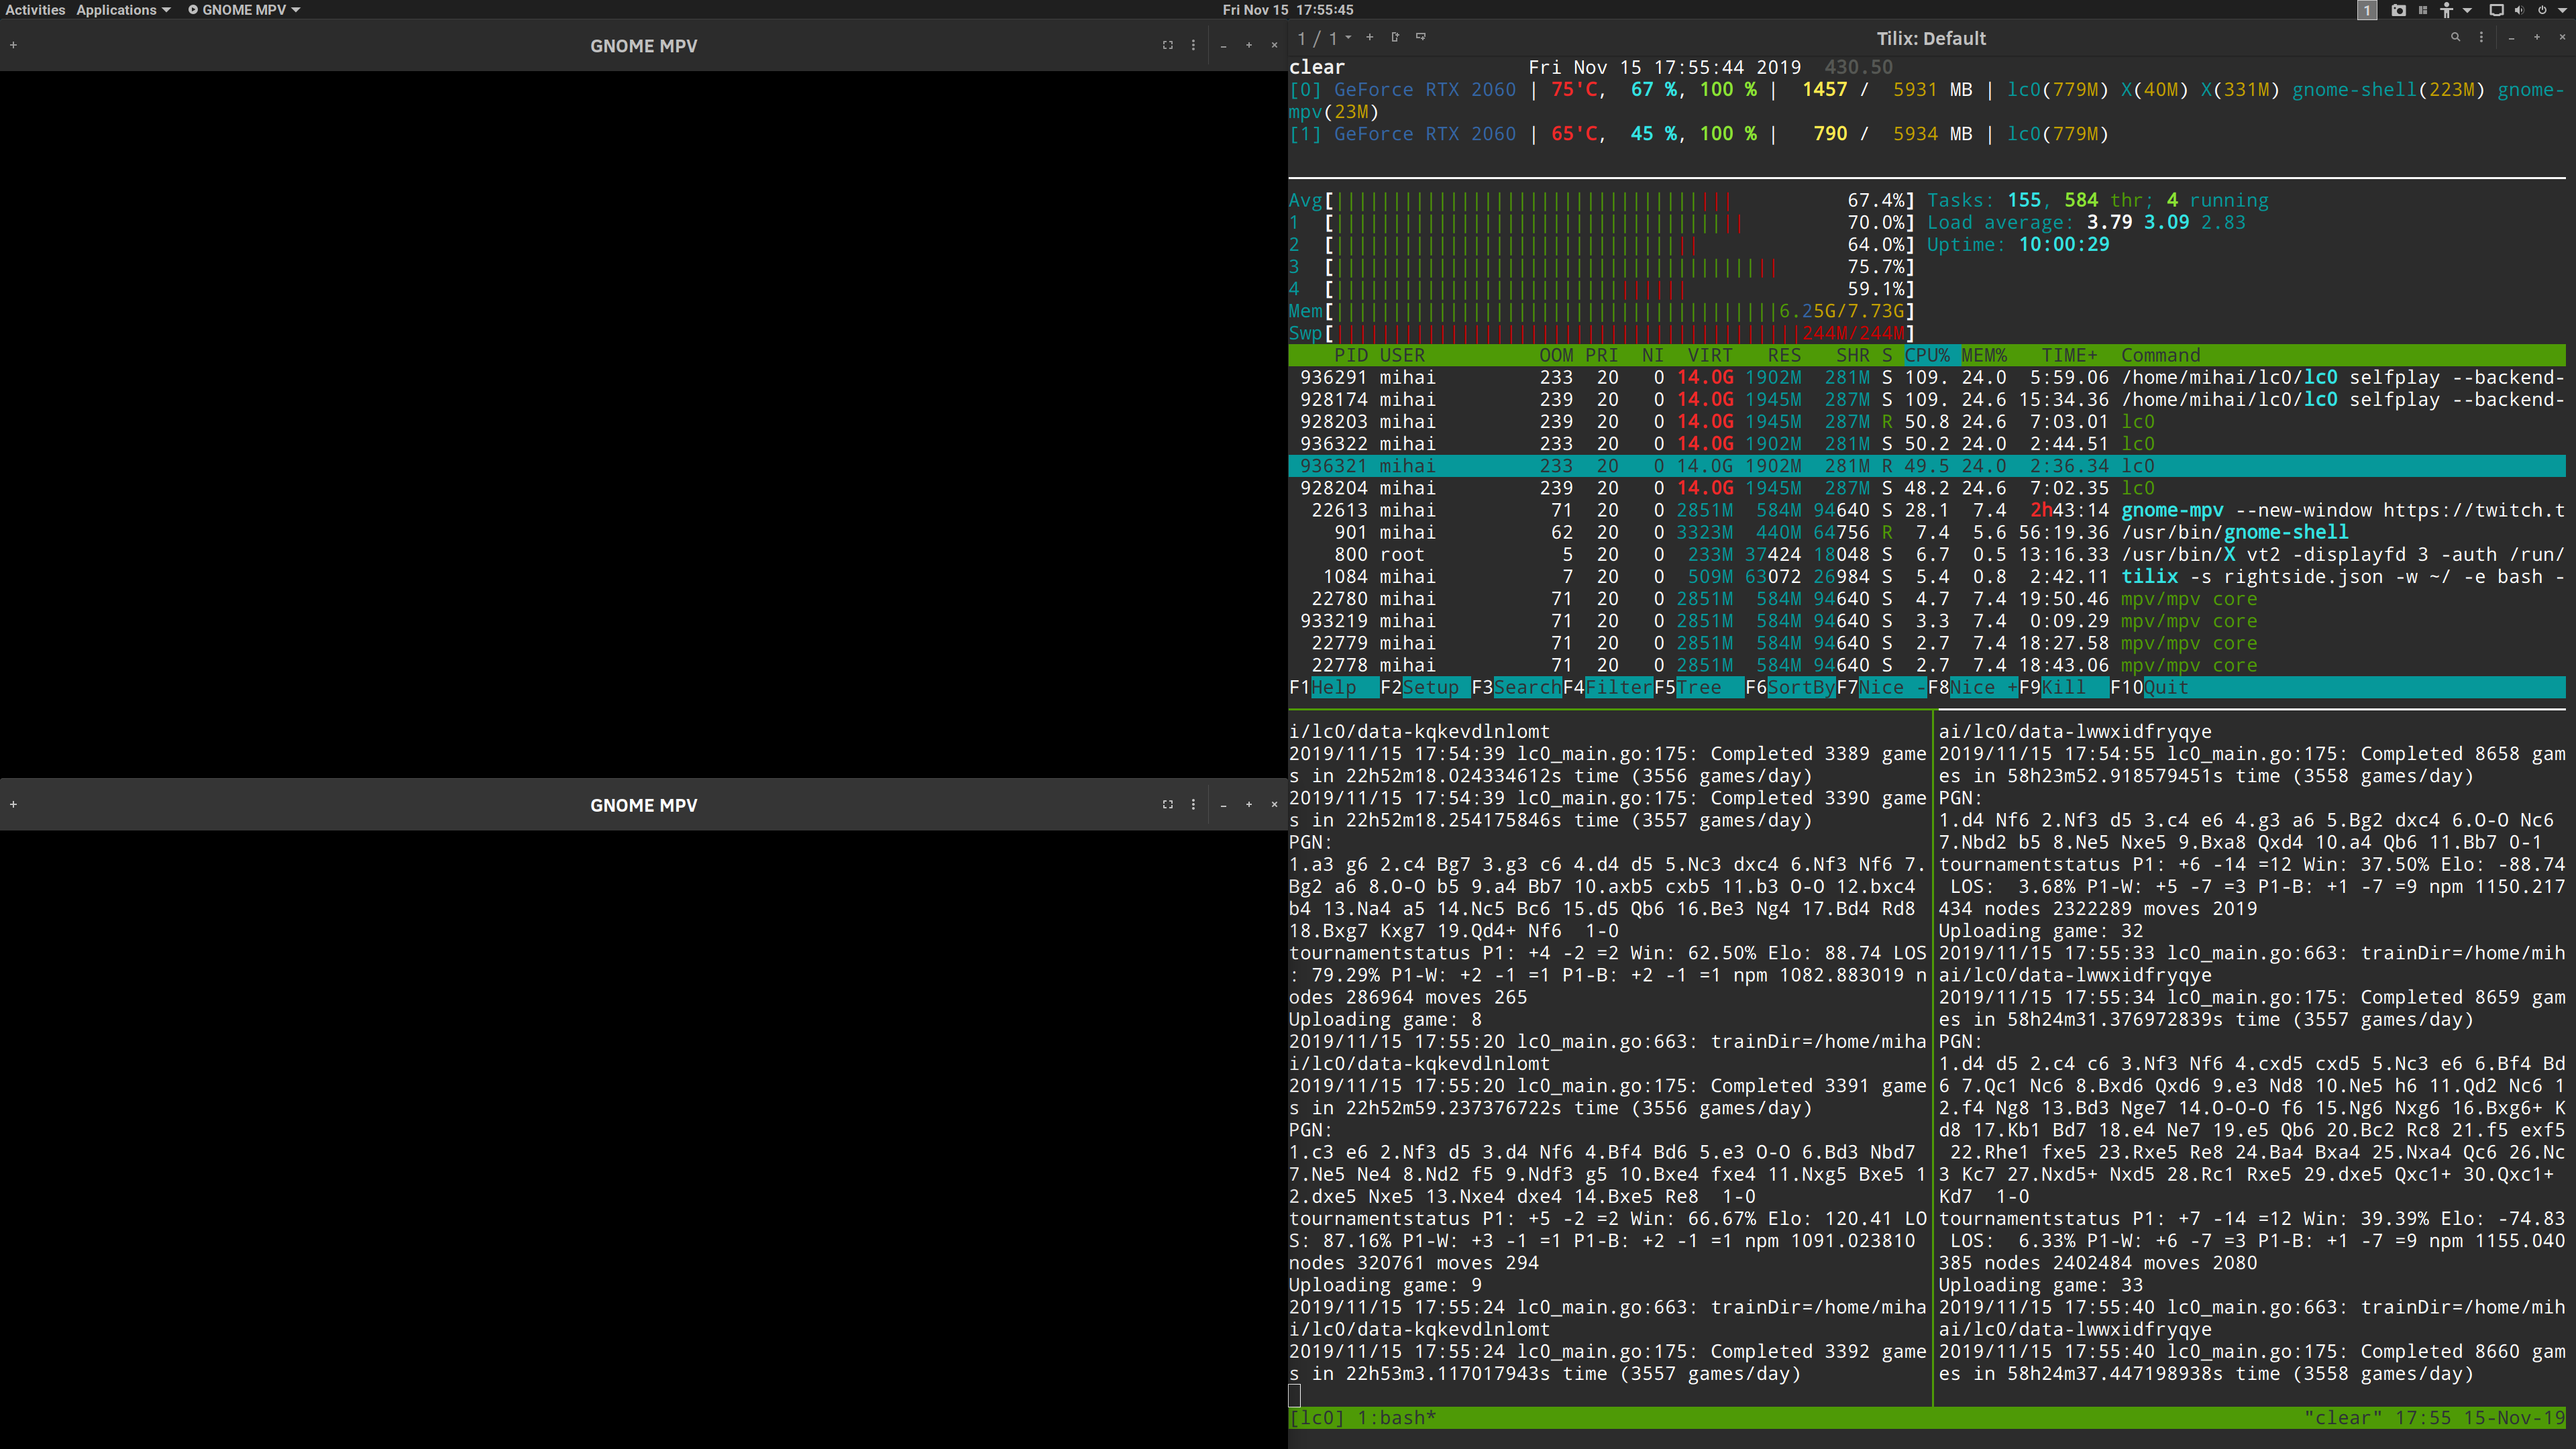 Activities Applications GNOME MPV Fri Nov 15 17:55:45 1
GNOME MPV
1 / 1 Tilix: Default
clear Fri Nov 15 17:55:44 2019 430.50
[0] GeForce RTX 2060 | 75'C, 67 %, 100 % | 1457 / 5931 MB | lc0(779M) X(40M) X(331M) gnome-shell(223M) gnome-
mpv(23M)
[1] GeForce RTX 2060 | 65'C, 45 %, 100 % | 790 / 5934 MB | lc0(779M)
Avg[ 67.4%] Tasks: 155, 584 thr; 4 running
1 [ 70.0%] Load average: 3.79 3.09 2.83
2 [ 64.0%] Uptime: 10:00:29
3 [ 75.7%]
4 [ 59.1%]
Mem[ 6.25G/7.73G]
Swp[ 244M/244M]
PID USER OOM PRI NI VIRT RES SHR S CPU% MEM% TIME+ Command
936291 mihai 233 20 0 14.0G 1902M 281M S 109. 24.0 5:59.06 /home/mihai/lc0/lc0 selfplay --backend-
928174 mihai 239 20 0 14.0G 1945M 287M S 109. 24.6 15:34.36 /home/mihai/lc0/lc0 selfplay --backend-
928203 mihai 239 20 0 14.0G 1945M 287M R 50.8 24.6 7:03.01 lc0
936322 mihai 233 20 0 14.0G 1902M 281M S 50.2 24.0 2:44.51 lc0
936321 mihai 233 20 0 14.0G 1902M 281M R 49.5 24.0 2:36.34 lc0
928204 mihai 239 20 0 14.0G 1945M 287M S 48.2 24.6 7:02.35 lc0
22613 mihai 71 20 0 2851M 584M 94640 S 28.1 7.4 2h43:14 gnome-mpv --new-window https://twitch.t
901 mihai 62 20 0 3323M 440M 64756 R 7.4 5.6 56:19.36 /usr/bin/gnome-shell
800 root 5 20 0 233M 37424 18048 S 6.7 0.5 13:16.33 /usr/bin/X vt2 -displayfd 3 -auth /run/
1084 mihai 7 20 0 509M 63072 26984 S 5.4 0.8 2:42.11 tilix -s rightside.json -w ~/ -e bash -
22780 mihai 71 20 0 2851M 584M 94640 S 4.7 7.4 19:50.46 mpv/mpv core
933219 mihai 71 20 0 2851M 584M 94640 S 3.3 7.4 0:09.29 mpv/mpv core
22779 mihai 71 20 0 2851M 584M 94640 S 2.7 7.4 18:27.58 mpv/mpv core
22778 mihai 71 20 0 2851M 584M 94640 S 2.7 7.4 18:43.06 mpv/mpv core
F1Help F2Setup F3SearchF4FilterF5Tree F6SortByF7Nice -F8Nice +F9Kill F10Quit
GNOME MPV
i/lc0/data-kqkevdlnlomt
2019/11/15 17:54:39 lc0_main.go:175: Completed 3389 game
s in 22h52m18.024334612s time (3556 games/day)
2019/11/15 17:54:39 lc0_main.go:175: Completed 3390 game
s in 22h52m18.254175846s time (3557 games/day)
PGN:
1.a3 g6 2.c4 Bg7 3.g3 c6 4.d4 d5 5.Nc3 dxc4 6.Nf3 Nf6 7.
Bg2 a6 8.O-O b5 9.a4 Bb7 10.axb5 cxb5 11.b3 O-O 12.bxc4
b4 13.Na4 a5 14.Nc5 Bc6 15.d5 Qb6 16.Be3 Ng4 17.Bd4 Rd8
18.Bxg7 Kxg7 19.Qd4+ Nf6 1-0
tournamentstatus P1: +4 -2 =2 Win: 62.50% Elo: 88.74 LOS
: 79.29% P1-W: +2 -1 =1 P1-B: +2 -1 =1 npm 1082.883019 n
odes 286964 moves 265
Uploading game: 8
2019/11/15 17:55:20 lc0_main.go:663: trainDir=/home/miha
i/lc0/data-kqkevdlnlomt
2019/11/15 17:55:20 lc0_main.go:175: Completed 3391 game
s in 22h52m59.237376722s time (3556 games/day)
PGN:
1.c3 e6 2.Nf3 d5 3.d4 Nf6 4.Bf4 Bd6 5.e3 O-O 6.Bd3 Nbd7
7.Ne5 Ne4 8.Nd2 f5 9.Ndf3 g5 10.Bxe4 fxe4 11.Nxg5 Bxe5 1
2.dxe5 Nxe5 13.Nxe4 dxe4 14.Bxe5 Re8 1-0
tournamentstatus P1: +5 -2 =2 Win: 66.67% Elo: 120.41 LO
S: 87.16% P1-W: +3 -1 =1 P1-B: +2 -1 =1 npm 1091.023810
nodes 320761 moves 294
Uploading game: 9
2019/11/15 17:55:24 lc0_main.go:663: trainDir=/home/miha
i/lc0/data-kqkevdlnlomt
2019/11/15 17:55:24 lc0_main.go:175: Completed 3392 game
s in 22h53m3.117017943s time (3557 games/day)
ai/lc0/data-lwwxidfryqye
2019/11/15 17:54:55 lc0_main.go:175: Completed 8658 gam
es in 58h23m52.918579451s time (3558 games/day)
PGN:
1.d4 Nf6 2.Nf3 d5 3.c4 e6 4.g3 a6 5.Bg2 dxc4 6.O-O Nc6
7.Nbd2 b5 8.Ne5 Nxe5 9.Bxa8 Qxd4 10.a4 Qb6 11.Bb7 0-1
tournamentstatus P1: +6 -14 =12 Win: 37.50% Elo: -88.74
LOS: 3.68% P1-W: +5 -7 =3 P1-B: +1 -7 =9 npm 1150.217
434 nodes 2322289 moves 2019
Uploading game: 32
2019/11/15 17:55:33 lc0_main.go:663: trainDir=/home/mih
ai/lc0/data-lwwxidfryqye
2019/11/15 17:55:34 lc0_main.go:175: Completed 8659 gam
es in 58h24m31.376972839s time (3557 games/day)
PGN:
1.d4 d5 2.c4 c6 3.Nf3 Nf6 4.cxd5 cxd5 5.Nc3 e6 6.Bf4 Bd
6 7.Qc1 Nc6 8.Bxd6 Qxd6 9.e3 Nd8 10.Ne5 h6 11.Qd2 Nc6 1
2.f4 Ng8 13.Bd3 Nge7 14.O-O-O f6 15.Ng6 Nxg6 16.Bxg6+ K
d8 17.Kb1 Bd7 18.e4 Ne7 19.e5 Qb6 20.Bc2 Rc8 21.f5 exf5
22.Rhe1 fxe5 23.Rxe5 Re8 24.Ba4 Bxa4 25.Nxa4 Qc6 26.Nc
3 Kc7 27.Nxd5+ Nxd5 28.Rc1 Rxe5 29.dxe5 Qxc1+ 30.Qxc1+
Kd7 1-0
tournamentstatus P1: +7 -14 =12 Win: 39.39% Elo: -74.83
LOS: 6.33% P1-W: +6 -7 =3 P1-B: +1 -7 =9 npm 1155.040
385 nodes 2402484 moves 2080
Uploading game: 33
2019/11/15 17:55:40 lc0_main.go:663: trainDir=/home/mih
ai/lc0/data-lwwxidfryqye
2019/11/15 17:55:40 lc0_main.go:175: Completed 8660 gam
es in 58h24m37.447198938s time (3558 games/day)
[lc0] 1:bash* "clear" 17:55 15-Nov-19